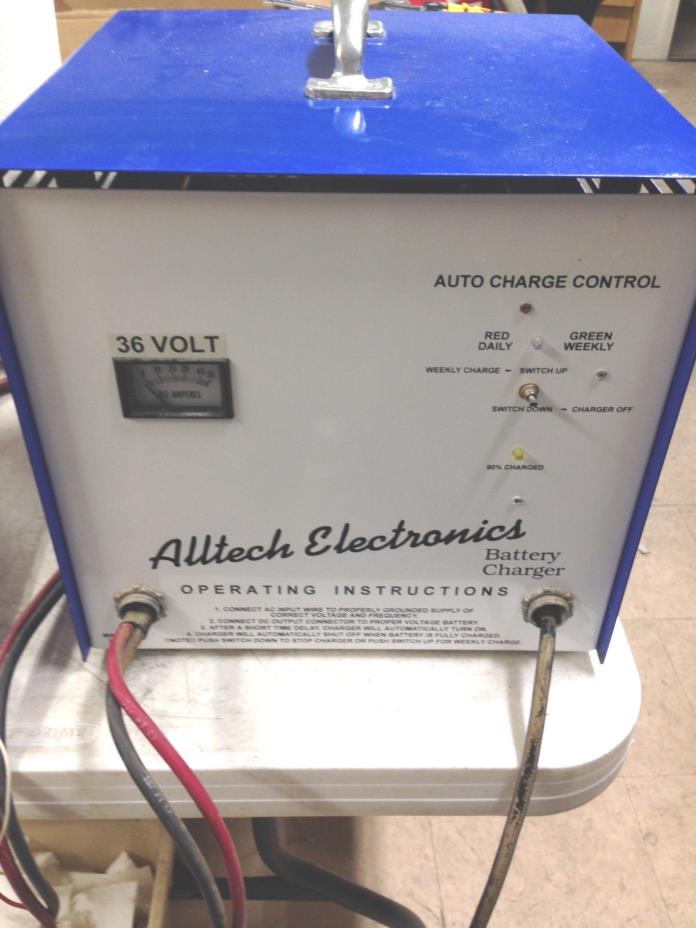 AUTO CHARGE CONTROL
36 VOLT
RED DAILY
GREEN WEEKLY
DC AMPERES
WEEKLY CHARGE ← SWITCH UP
SWITCH DOWN → CHARGER OFF
80% CHARGED
Alltech Electronics
Battery
Charger
OPERATING INSTRUCTIONS
1. CONNECT AC INPUT WIRE TO PROPERLY GROUNDED SUPPLY OF
CORRECT VOLTAGE AND FREQUENCY.
2. CONNECT DC OUTPUT CONNECTOR TO PROPER VOLTAGE BATTERY.
3. AFTER A SHORT TIME DELAY, CHARGER WILL AUTOMATICALLY TURN ON.
4. CHARGER WILL AUTOMATICALLY SHUT OFF WHEN BATTERY IS FULLY CHARGED.
(NOTE) PUSH SWITCH DOWN TO STOP CHARGER OR PUSH SWITCH UP FOR WEEKLY CHARGE.